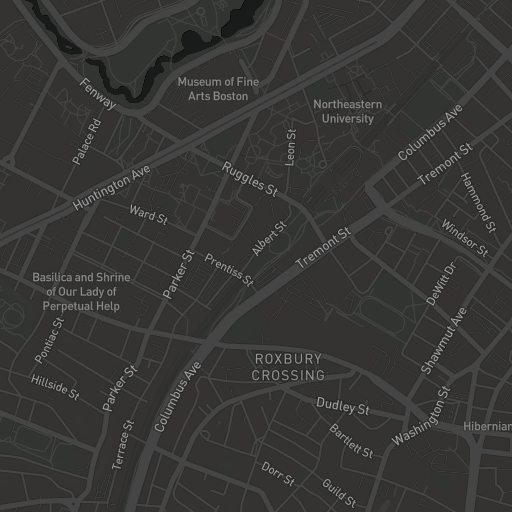 Fenway
Museum of Fine
Arts Boston
Northeastern
University
Columbus Ave
Palace Rd
Leon St
Tremont St
Huntington Ave
Ruggles St
Hammond St
Ward St
Albert St
Windsor St
Tremont St
Parker St
Prentiss St
DeWitt Dr
Basilica and Shrine
of Our Lady of
Perpetual Help
Pontiac St
Shawmut Ave
ROXBURY
CROSSING
Hillside St
Parker St
Columbus Ave
Dudley St
Washington St
Hibernian
Terrace St
Bartlett St
Dorr St
Guild St